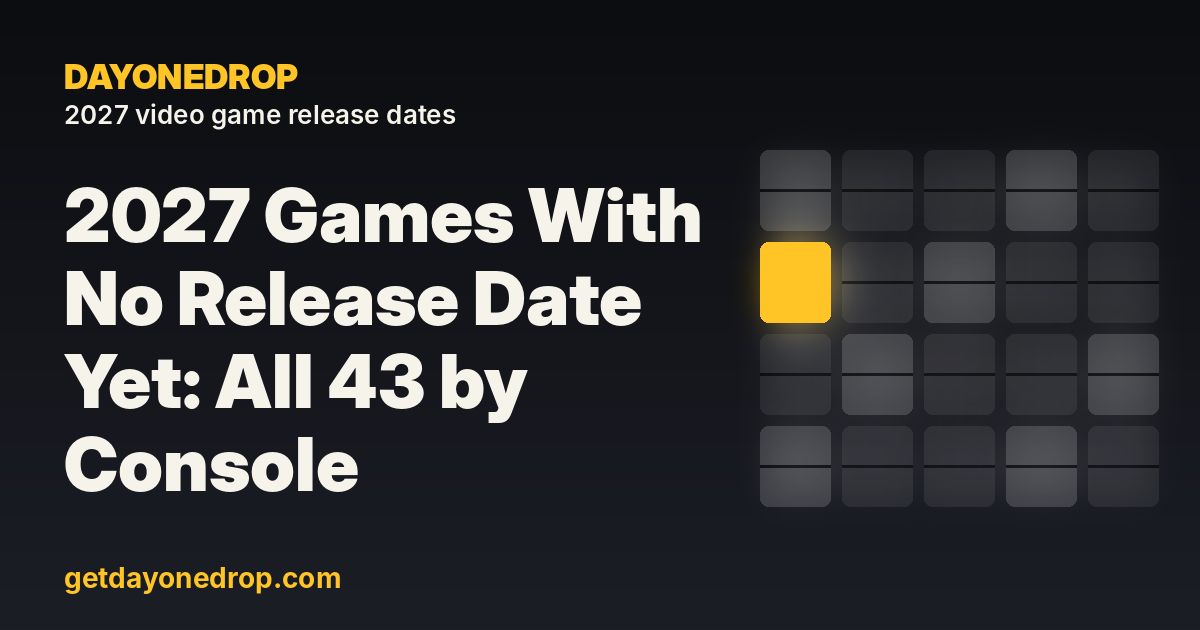 DAYONEDROP
2027 video game release dates
2027 Games With
No Release Date
Yet: All 43 by
Console
getdayonedrop.com